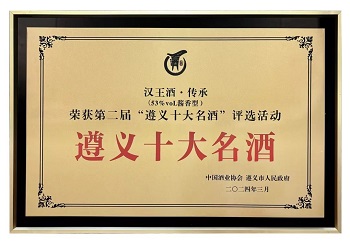 汉王酒·传承
(53%vol.酱香型)
荣获第二届“遵义十大名酒”评选活动
遵义十大名酒
中国酒业协会 遵义市人民政府
二〇二四年三月